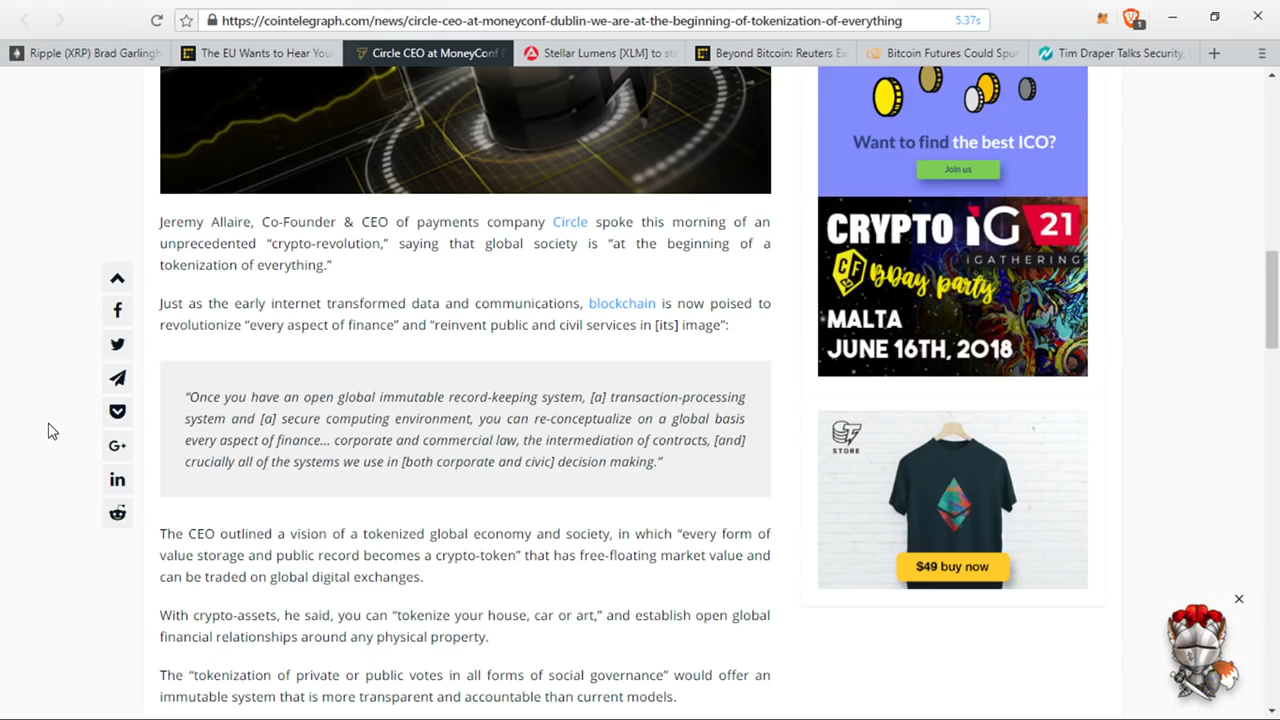 https://cointelegraph.com/news/circle-ceo-at-moneyconf-dublin-we-are-at-the-beginning-of-tokenization-of-everything
5.37s
1
Ripple (XRP) Brad Garlingh
The EU Wants to Hear You
Circle CEO at MoneyConf D
Stellar Lumens [XLM] to st
Beyond Bitcoin: Reuters Ex
Bitcoin Futures Could Spu
Tim Draper Talks Security,
Want to find the best ICO?
Join us
CRYPTO iG 21
iGATHERING
CF BDay party
MALTA
JUNE 16TH, 2018
Jeremy Allaire, Co-Founder & CEO of payments company Circle spoke this morning of an
unprecedented “crypto-revolution,” saying that global society is “at the beginning of a
tokenization of everything.”
Just as the early internet transformed data and communications, blockchain is now poised to
revolutionize “every aspect of finance” and “reinvent public and civil services in [its] image”:
“Once you have an open global immutable record-keeping system, [a] transaction-processing
system and [a] secure computing environment, you can re-conceptualize on a global basis
every aspect of finance... corporate and commercial law, the intermediation of contracts, [and]
crucially all of the systems we use in [both corporate and civic] decision making.”
The CEO outlined a vision of a tokenized global economy and society, in which “every form of
value storage and public record becomes a crypto-token” that has free-floating market value and
can be traded on global digital exchanges.
With crypto-assets, he said, you can “tokenize your house, car or art,” and establish open global
financial relationships around any physical property.
The “tokenization of private or public votes in all forms of social governance” would offer an
immutable system that is more transparent and accountable than current models.
STORE
$49 buy now